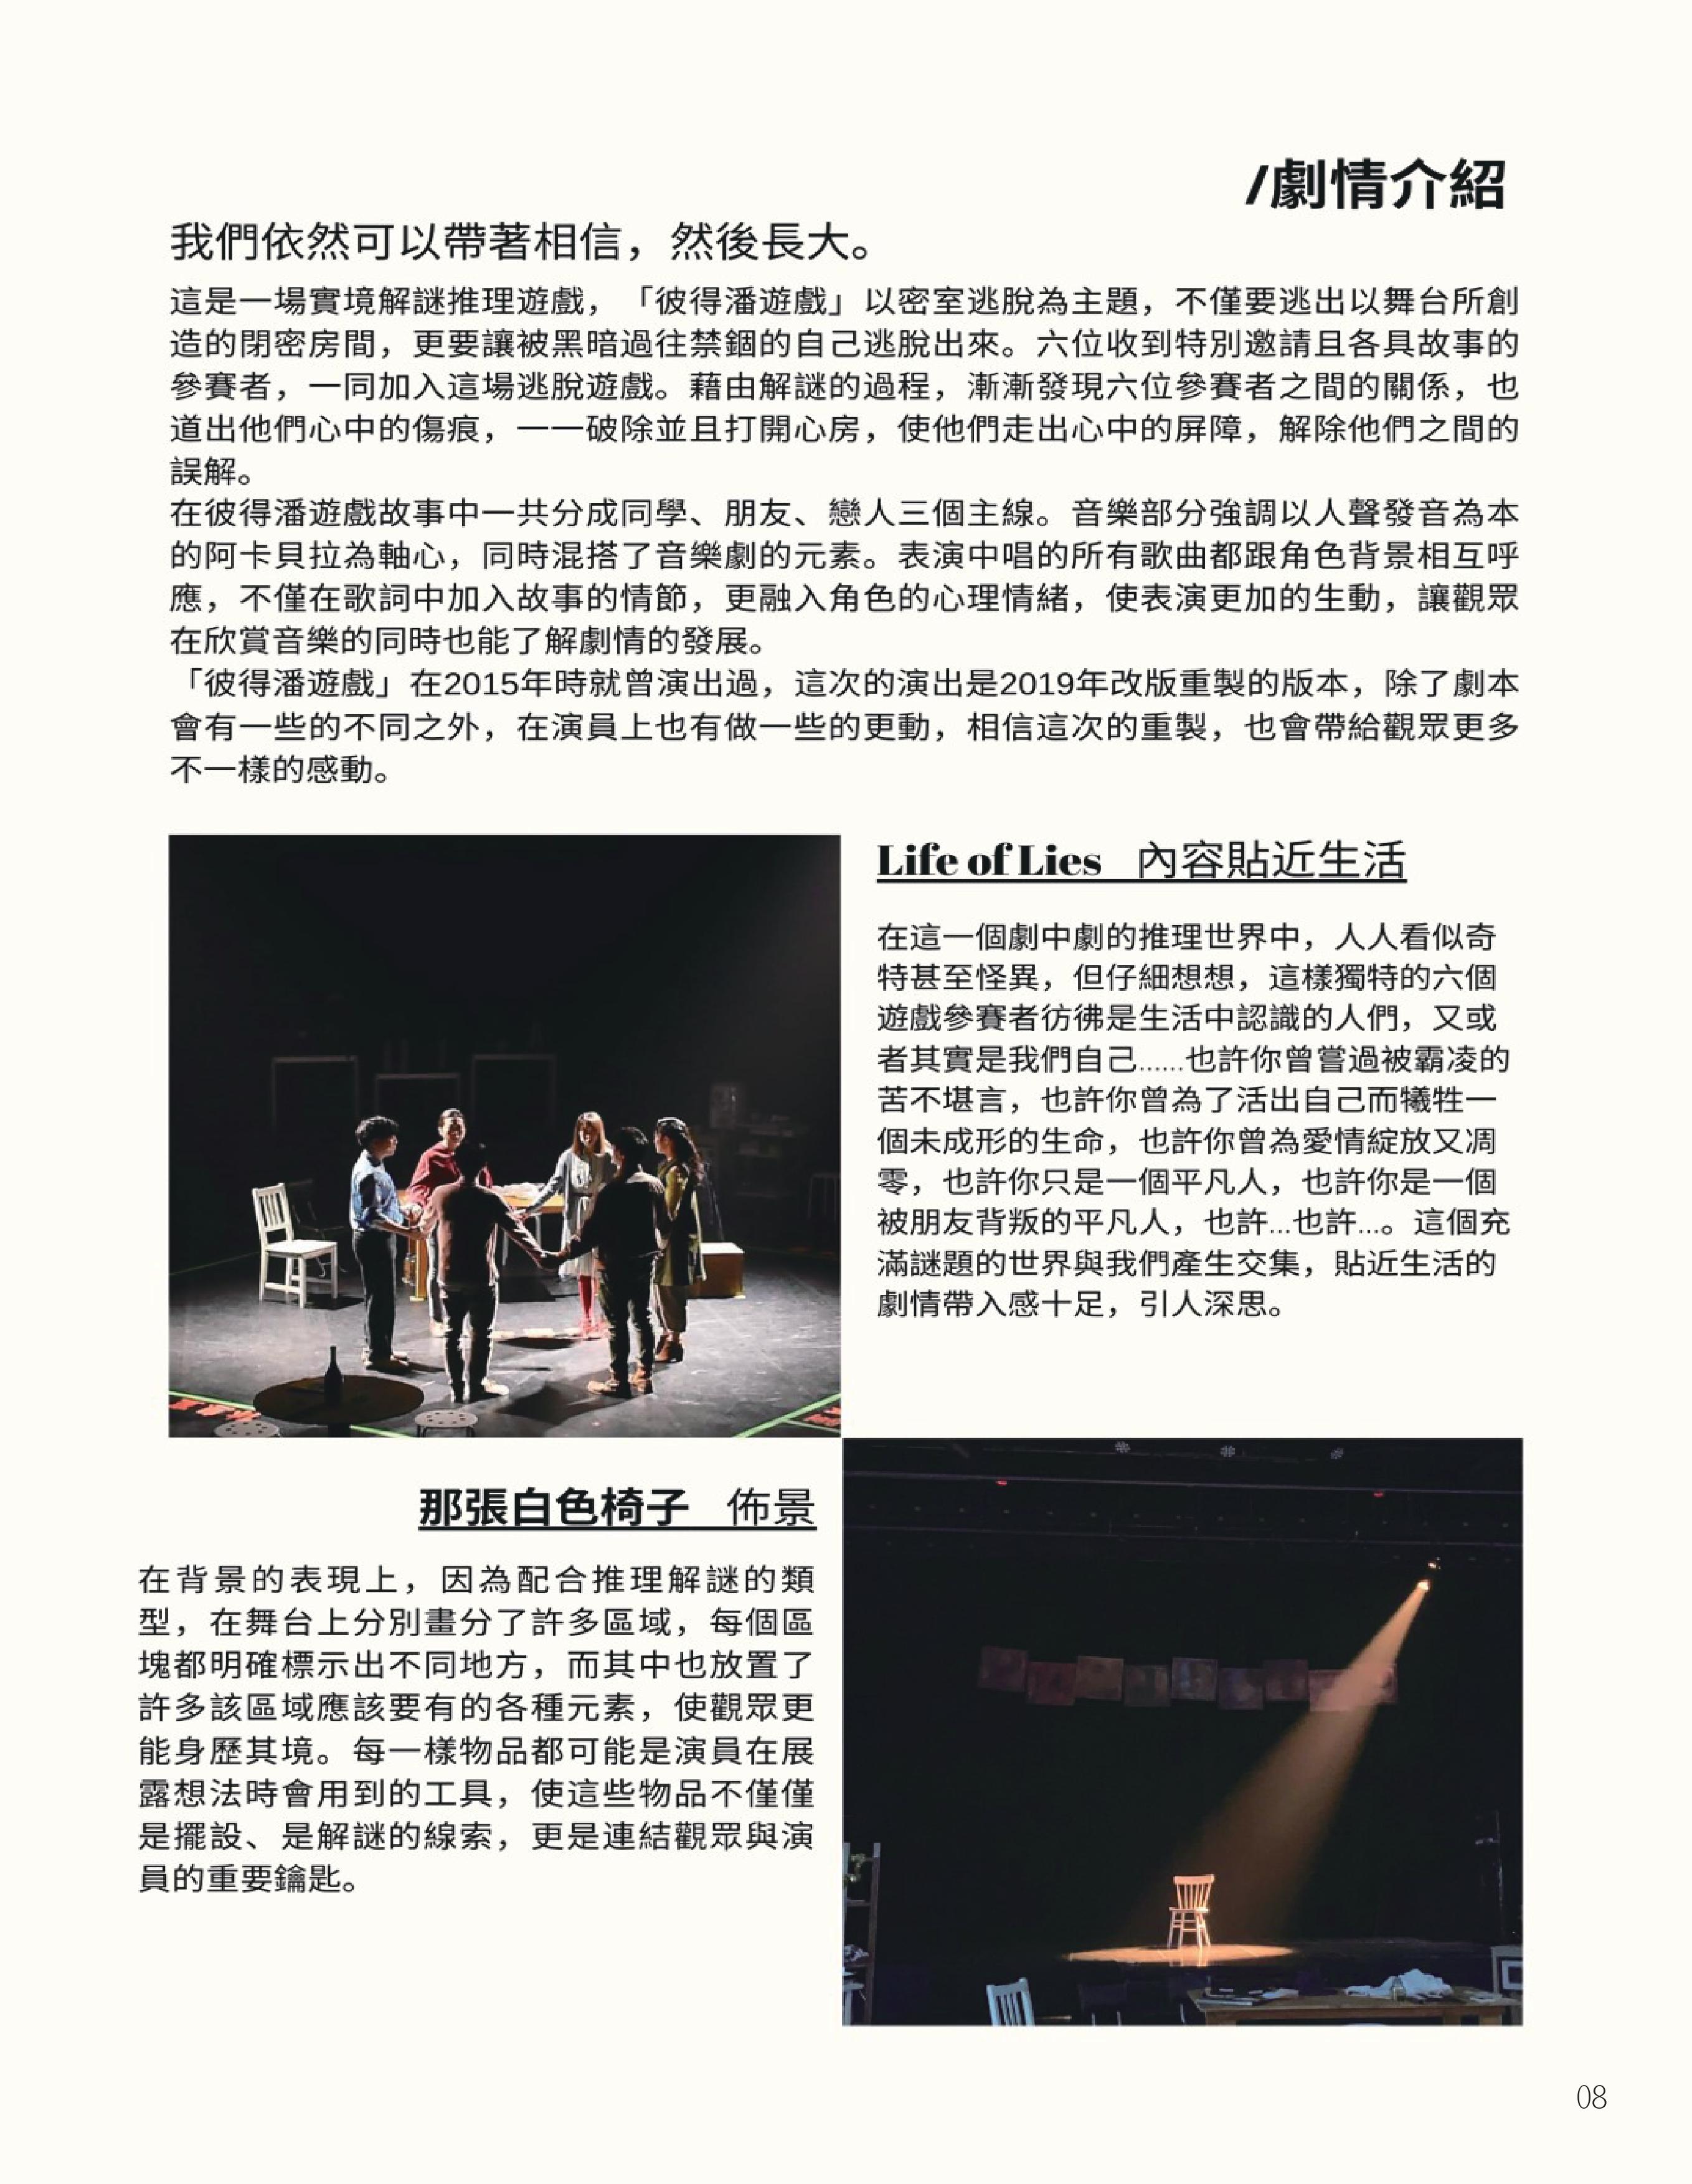 /劇情介紹
我們依然可以帶著相信，然後長大。
這是一場實境解謎推理遊戲，「彼得潘遊戲」以密室逃脫為主題，不僅要逃出以舞台所創
造的閉密房間，更要讓被黑暗過往禁錮的自己逃脫出來。六位收到特別邀請且各具故事的
參賽者，一同加入這場逃脫遊戲。藉由解謎的過程，漸漸發現六位參賽者之間的關係，也
道出他們心中的傷痕，一一破除並且打開心房，使他們走出心中的屏障，解除他們之間的
誤解。
在彼得潘遊戲故事中一共分成同學、朋友、戀人三個主線。音樂部分強調以人聲發音為本
的阿卡貝拉為軸心，同時混搭了音樂劇的元素。表演中唱的所有歌曲都跟角色背景相互呼
應，不僅在歌詞中加入故事的情節，更融入角色的心理情緒，使表演更加的生動，讓觀眾
在欣賞音樂的同時也能了解劇情的發展。
「彼得潘遊戲」在2015年時就曾演出過，這次的演出是2019年改版重製的版本，除了劇本
會有一些的不同之外，在演員上也有做一些的更動，相信這次的重製，也會帶給觀眾更多
不一樣的感動。
Life of Lies 內容貼近生活
在這一個劇中劇的推理世界中，人人看似奇
特甚至怪異，但仔細想想，這樣獨特的六個
遊戲參賽者彷彿是生活中認識的人們，又或
者其實是我們自己......也許你曾嘗過被霸凌的
苦不堪言，也許你曾為了活出自己而犧牲一
個未成形的生命，也許你曾為愛情綻放又凋
零，也許你只是一個平凡人，也許你是一個
被朋友背叛的平凡人，也許...也許...。這個充
滿謎題的世界與我們產生交集，貼近生活的
劇情帶入感十足，引人深思。
那張白色椅子 佈景
在背景的表現上，因為配合推理解謎的類
型，在舞台上分別畫分了許多區域，每個區
塊都明確標示出不同地方，而其中也放置了
許多該區域應該要有的各種元素，使觀眾更
能身歷其境。每一樣物品都可能是演員在展
露想法時會用到的工具，使這些物品不僅僅
是擺設、是解謎的線索，更是連結觀眾與演
員的重要鑰匙。
08